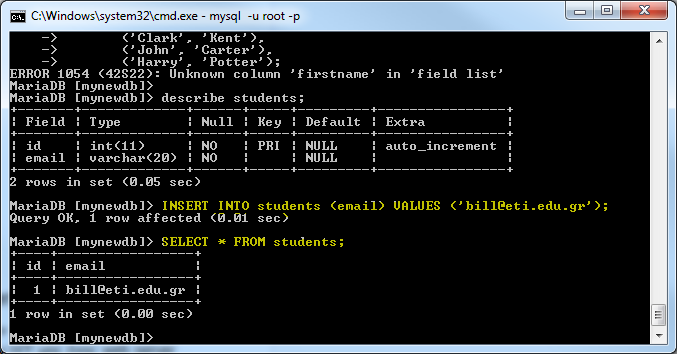 C:\Windows\system32\cmd.exe - mysql -u root -p
    ->        ('Clark', 'Kent'),
    ->        ('John', 'Carter'),
    ->        ('Harry', 'Potter');
ERROR 1054 (42S22): Unknown column 'firstname' in 'field list'
MariaDB [mynewdb]>
MariaDB [mynewdb]> describe students;
+-------+-------------+------+-----+---------+----------------+
| Field | Type        | Null | Key | Default | Extra          |
+-------+-------------+------+-----+---------+----------------+
| id    | int(11)     | NO   | PRI | NULL    | auto_increment |
| email | varchar(20) | NO   |     | NULL    |                |
+-------+-------------+------+-----+---------+----------------+
2 rows in set (0.05 sec)
MariaDB [mynewdb]> INSERT INTO students (email) VALUES ('bill@eti.edu.gr');
Query OK, 1 row affected (0.01 sec)
MariaDB [mynewdb]> SELECT * FROM students;
+----+-----------------+
| id | email           |
+----+-----------------+
|  1 | bill@eti.edu.gr |
+----+-----------------+
1 row in set (0.00 sec)
MariaDB [mynewdb]>